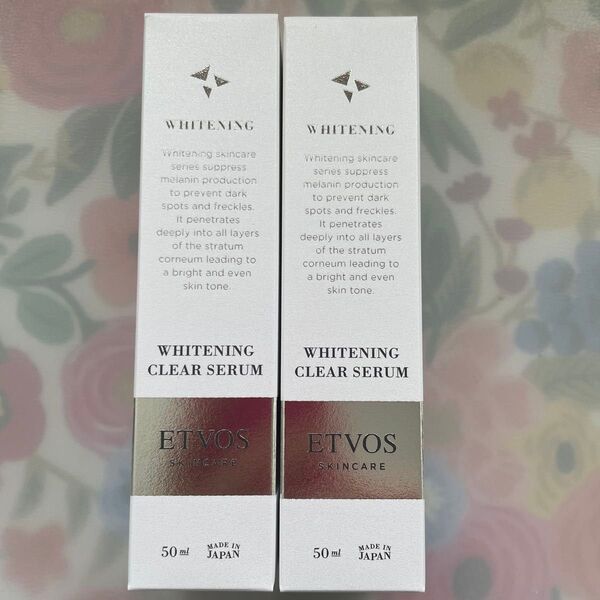 WHITENING
Whitening skincare
series suppress
melanin production
to prevent dark
spots and freckles.
It penetrates
deeply into all layers
of the stratum
corneum leading to
a bright and even
skin tone.
WHITENING
CLEAR SERUM
ETVOS
SKINCARE
50 ml
MADE IN
JAPAN
WHITENING
Whitening skincare
series suppress
melanin production
to prevent dark
spots and freckles.
It penetrates
deeply into all layers
of the stratum
corneum leading to
a bright and even
skin tone.
WHITENING
CLEAR SERUM
ETVOS
SKINCARE
50 ml
MADE IN
JAPAN